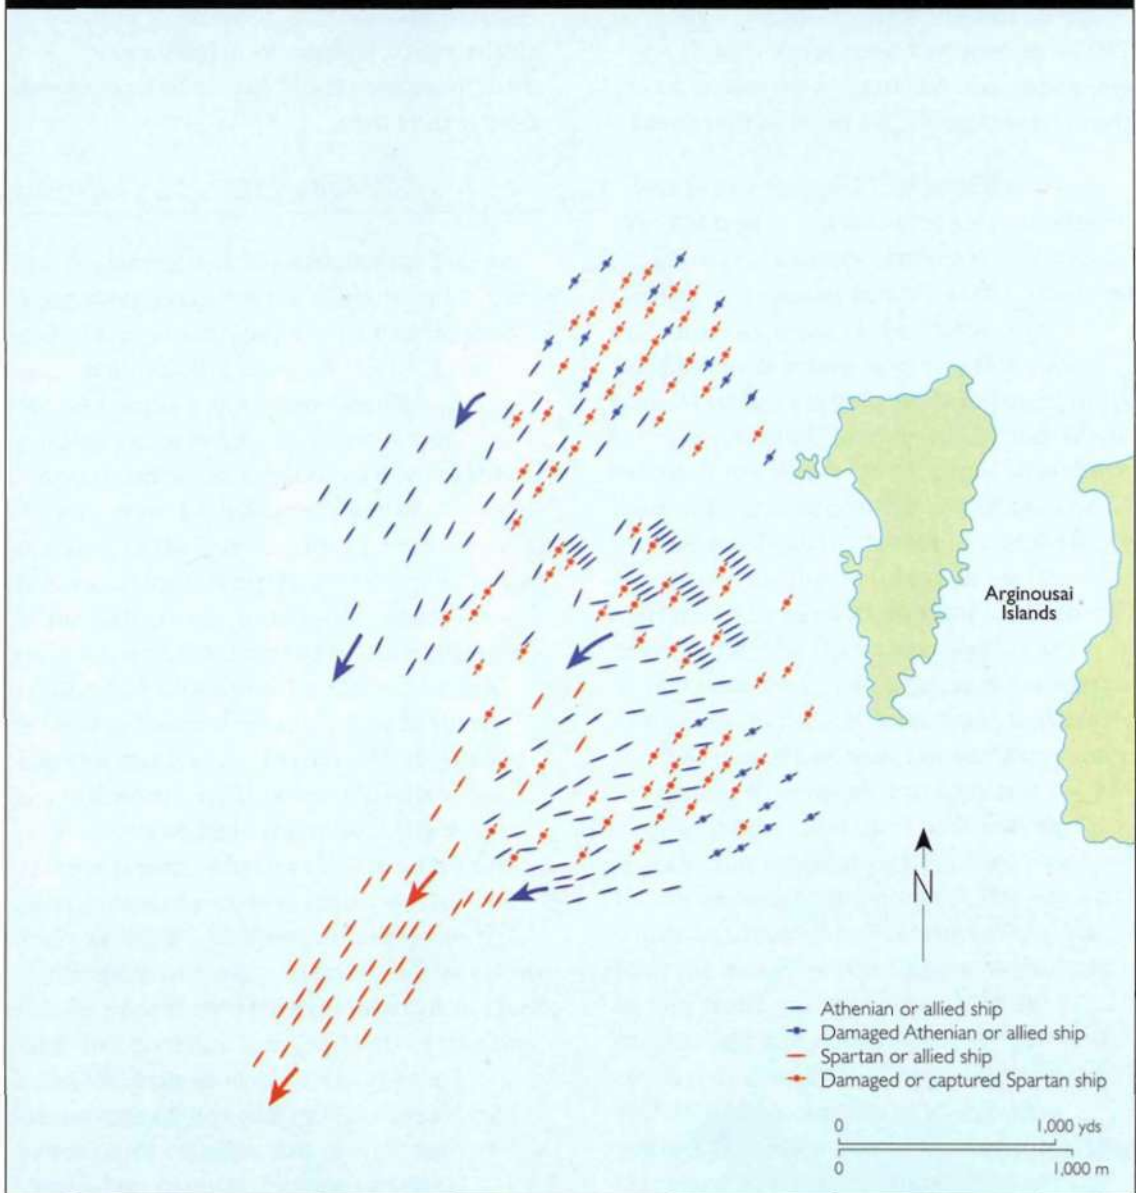 Arginousai
Islands
N
Athenian or allied ship
Damaged Athenian or allied ship
Spartan or allied ship
Damaged or captured Spartan ship
0 1,000 yds
0 1,000 m